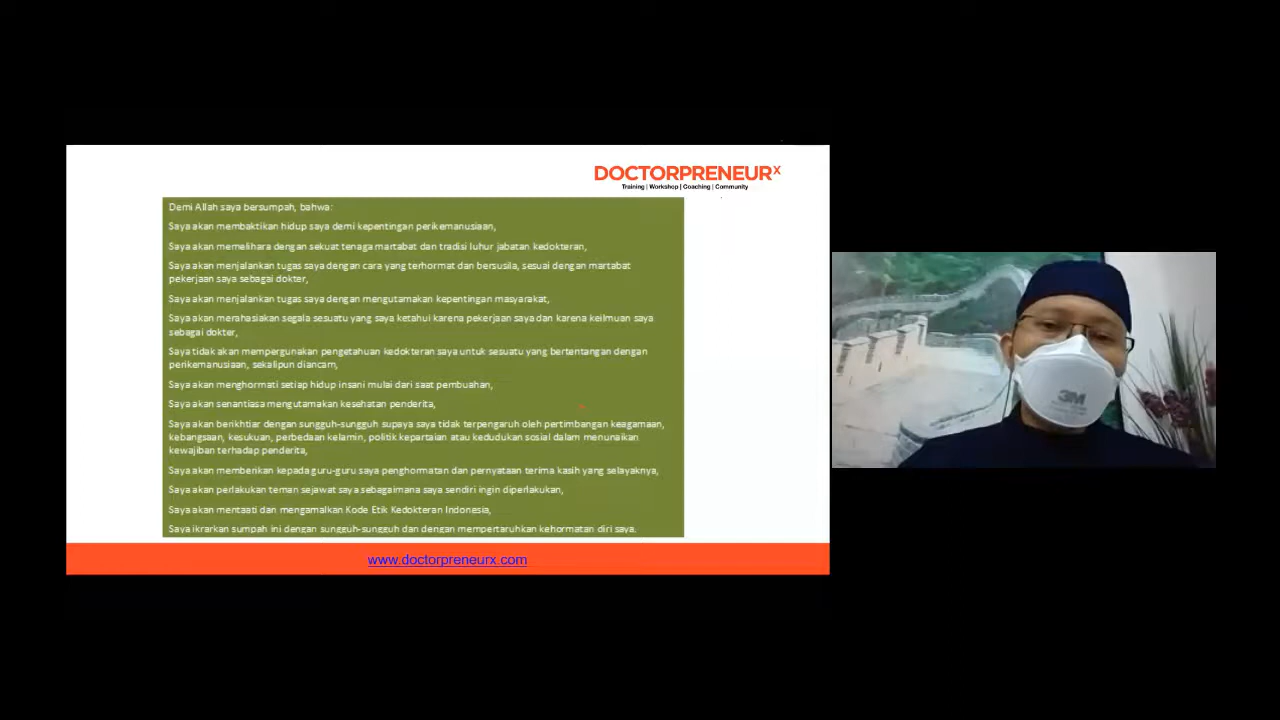 DOCTORPRENEURX
Training | Workshop | Coaching | Community
Demi Allah saya bersumpah, bahwa:
Saya akan membaktikan hidup saya demi kepentingan perikemanusiaan,
Saya akan memelihara dengan sekuat tenaga martabat dan tradisi luhur jabatan kedokteran,
Saya akan menjalankan tugas saya dengan cara yang terhormat dan bersusila, sesuai dengan martabat
pekerjaan saya sebagai dokter,
Saya akan menjalankan tugas saya dengan mengutamakan kepentingan masyarakat,
Saya akan merahasiakan segala sesuatu yang saya ketahui karena pekerjaan saya dan karena keilmuan saya
sebagai dokter,
Saya tidak akan mempergunakan pengetahuan kedokteran saya untuk sesuatu yang bertentangan dengan
perikemanusiaan, sekalipun diancam,
Saya akan menghormati setiap hidup insani mulai dari saat pembuahan,
Saya akan senantiasa mengutamakan kesehatan penderita,
Saya akan berikhtiar dengan sungguh-sungguh supaya saya tidak terpengaruh oleh pertimbangan keagamaan,
kebangsaan, kesukuan, perbedaan kelamin, politik kepartaian atau kedudukan sosial dalam menunaikan
kewajiban terhadap penderita,
Saya akan memberikan kepada guru-guru saya penghormatan dan pernyataan terima kasih yang selayaknya,
Saya akan perlakukan teman sejawat saya sebagaimana saya sendiri ingin diperlakukan,
Saya akan mentaati dan mengamalkan Kode Etik Kedokteran Indonesia,
Saya ikrarkan sumpah ini dengan sungguh-sungguh dan dengan mempertaruhkan kehormatan diri saya.
www.doctorpreneurx.com
3M